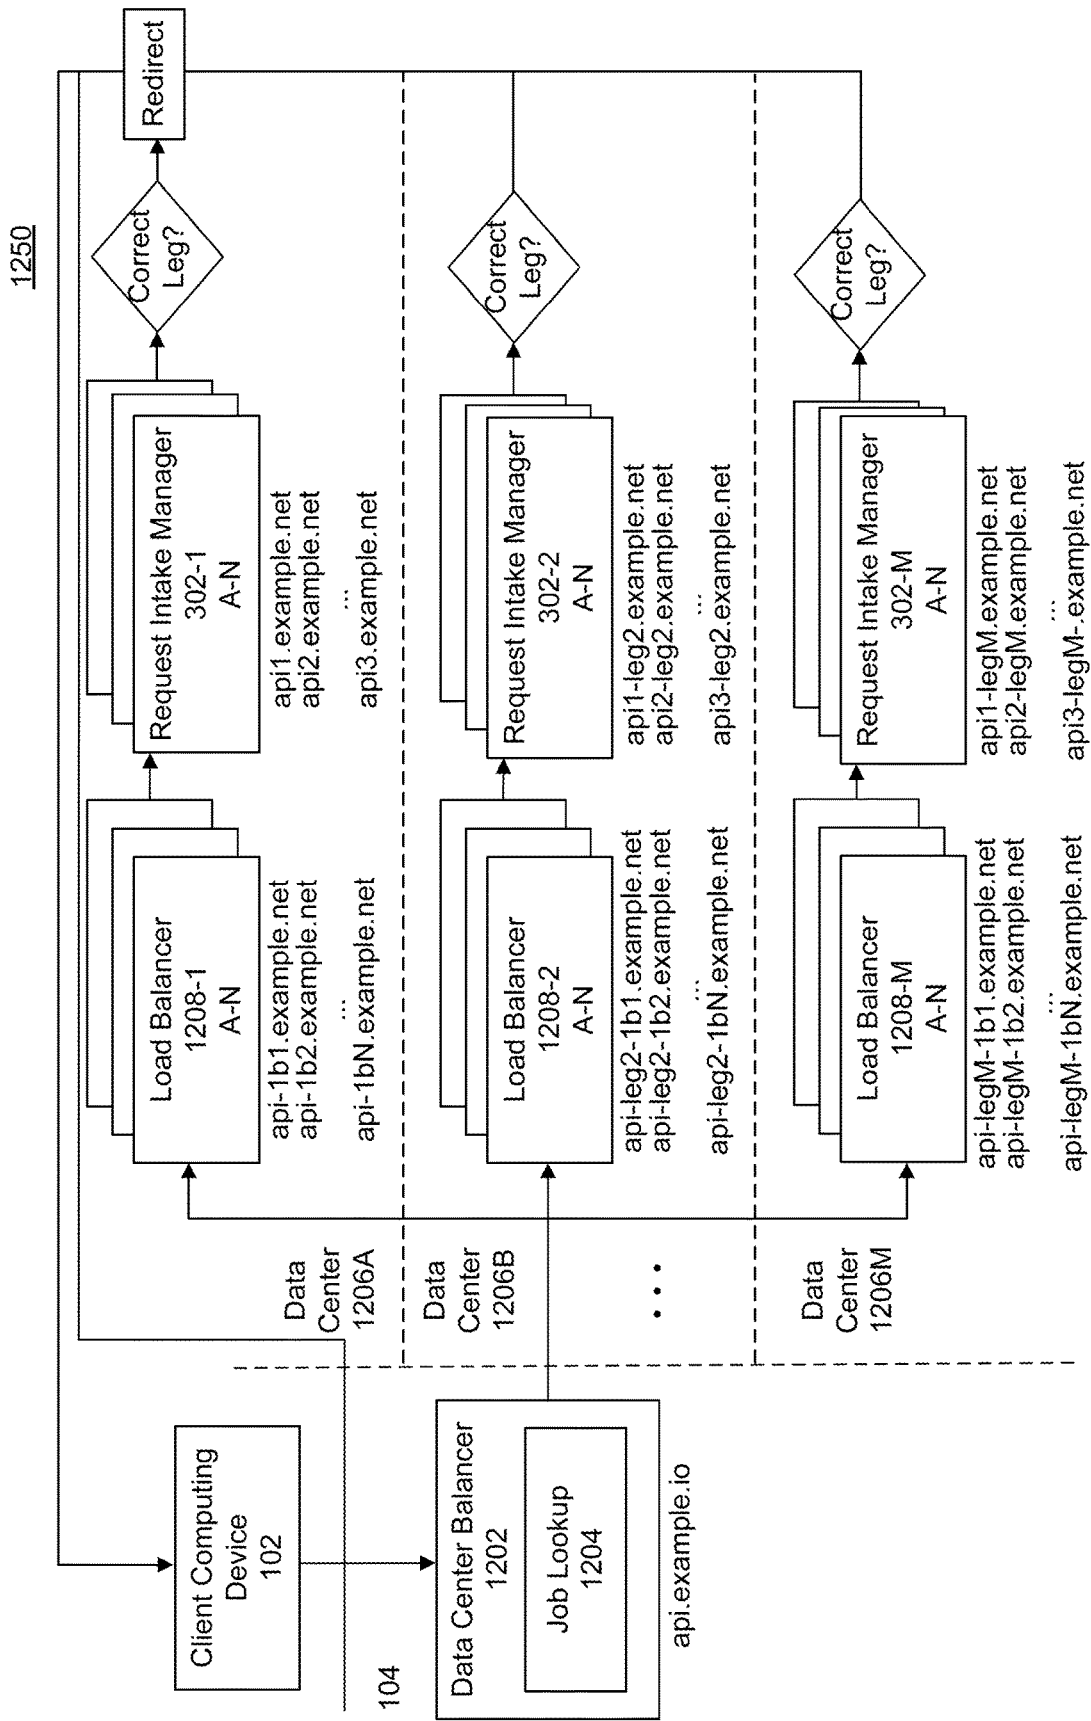 1250
Client Computing
Device
102
104
Data Center Balancer
1202
Job Lookup
1204
api.example.io
Data
Center
1206A
Load Balancer
1208-1
A-N
api-1b1.example.net
api-1b2.example.net
...
api-1bN.example.net
Request Intake Manager
302-1
A-N
api1.example.net
api2.example.net
...
api3.example.net
Correct
Leg?
Redirect
Data
Center
1206B
Load Balancer
1208-2
A-N
api-leg2-1b1.example.net
api-leg2-1b2.example.net
...
api-leg2-1bN.example.net
Request Intake Manager
302-2
A-N
api1-leg2.example.net
api2-leg2.example.net
...
api3-leg2.example.net
Correct
Leg?
...
Data
Center
1206M
Load Balancer
1208-M
A-N
api-legM-1b1.example.net
api-legM-1b2.example.net
...
api-legM-1bN.example.net
Request Intake Manager
302-M
A-N
api1-legM.example.net
api2-legM.example.net
...
api3-legM-.example.net
Correct
Leg?